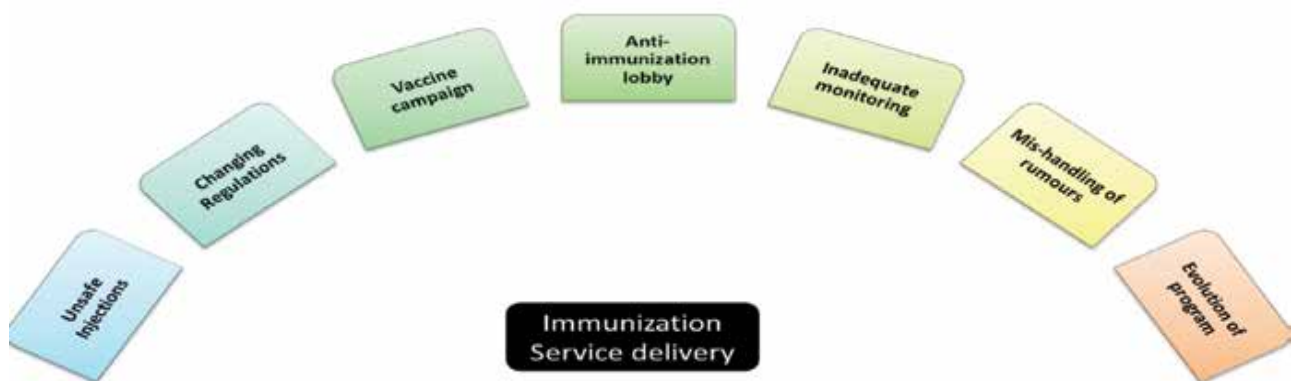 Unsafe
Injections
Changing
Regulations
Vaccine
campaign
Anti-
immunization
lobby
Inadequate
monitoring
Mis-handling of
rumours
Evolution of
program
Immunization
Service delivery